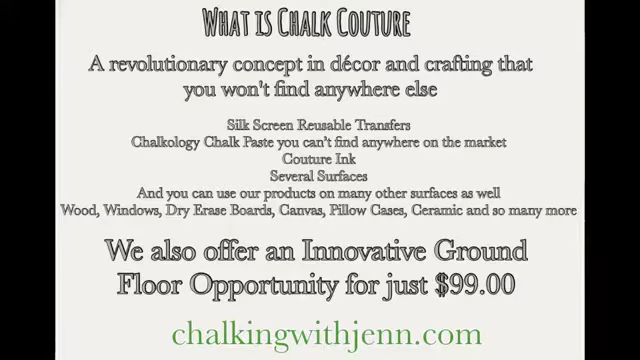 What is Chalk Couture
A revolutionary concept in décor and crafting that
you won't find anywhere else
Silk Screen Reusable Transfers
Chalkology Chalk Paste you can't find anywhere on the market
Couture Ink
Several Surfaces
And you can use our products on many other surfaces as well
Wood, Windows, Dry Erase Boards, Canvas, Pillow Cases, Ceramic and so many more
We also offer an Innovative Ground
Floor Opportunity for just $99.00
chalkingwithjenn.com